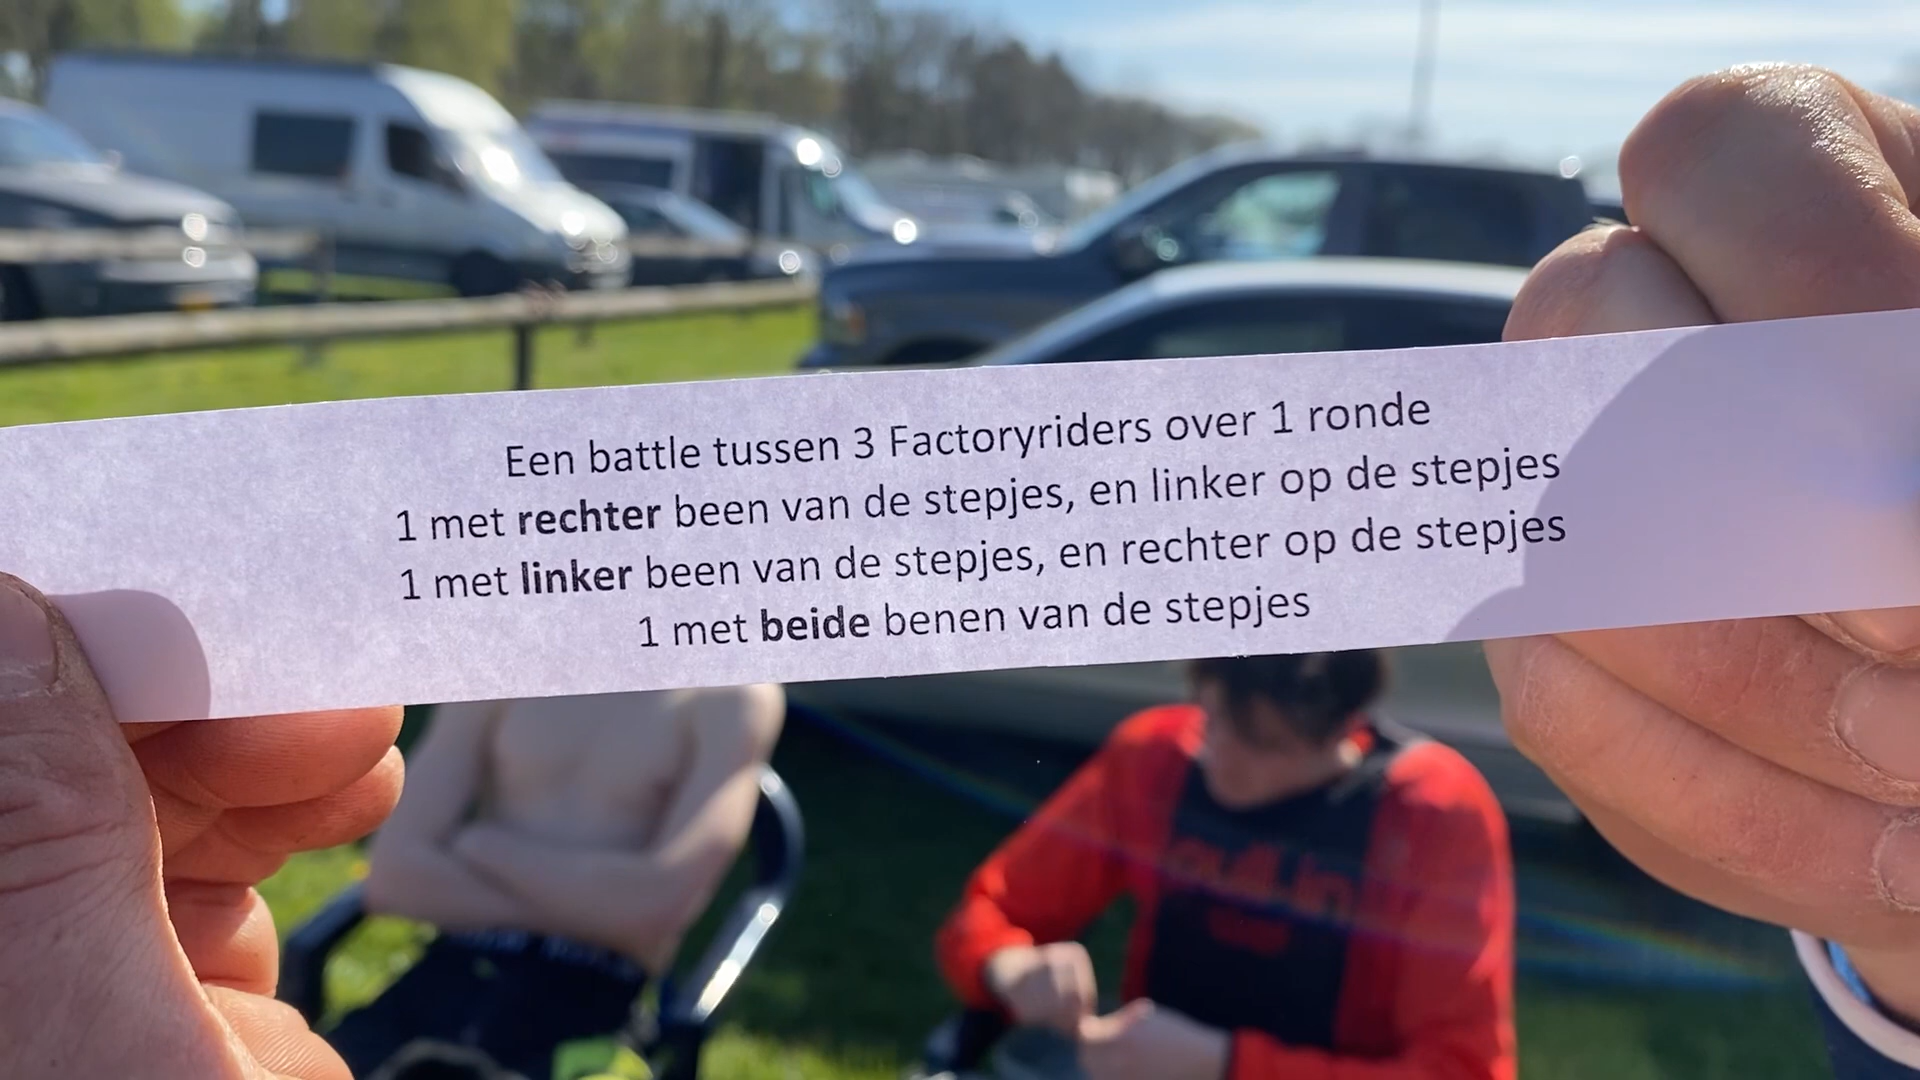 Een battle tussen 3 Factoryriders over 1 ronde
1 met rechter been van de stepjes, en linker op de stepjes
1 met linker been van de stepjes, en rechter op de stepjes
1 met beide benen van de stepjes